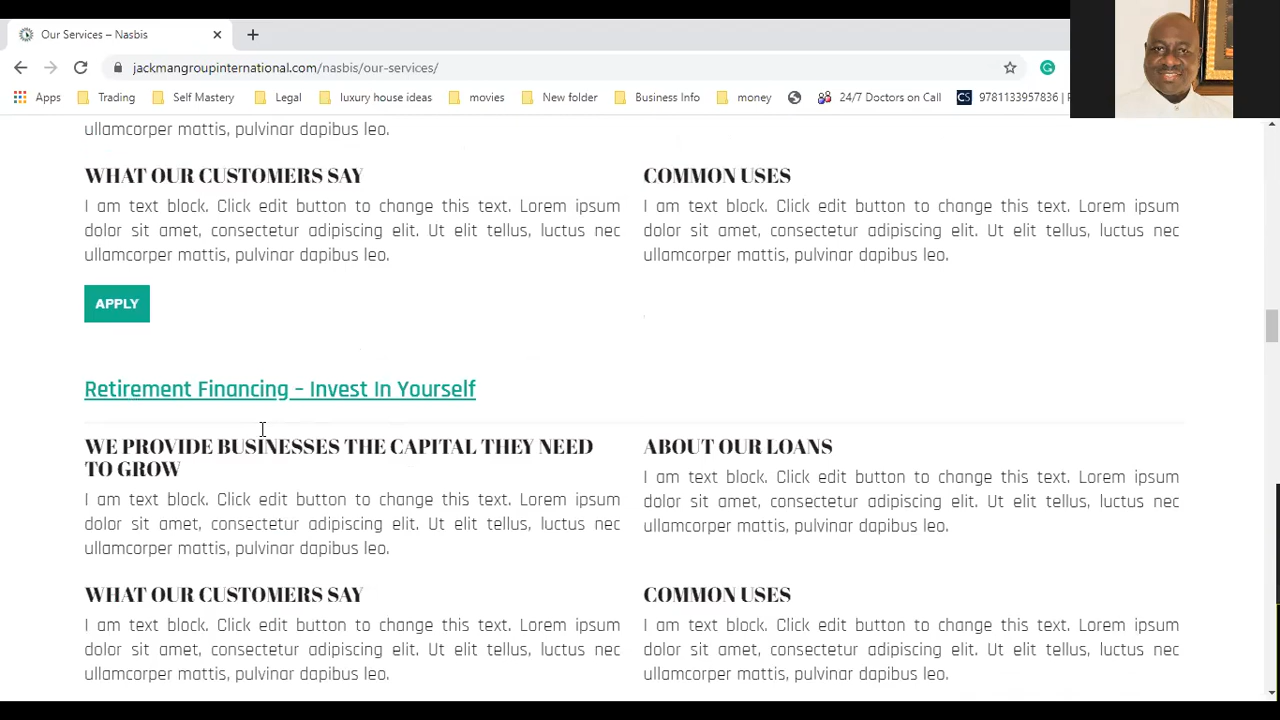 Our Services – Nasbis
jackmangroupinternational.com/nasbis/our-services/
Apps Trading Self Mastery Legal luxury house ideas movies New folder Business Info money 24/7 Doctors on Call CS 9781133957836 |
ullamcorper mattis, pulvinar dapibus leo.
WHAT OUR CUSTOMERS SAY
I am text block. Click edit button to change this text. Lorem ipsum
dolor sit amet, consectetur adipiscing elit. Ut elit tellus, luctus nec
ullamcorper mattis, pulvinar dapibus leo.
COMMON USES
I am text block. Click edit button to change this text. Lorem ipsum
dolor sit amet, consectetur adipiscing elit. Ut elit tellus, luctus nec
ullamcorper mattis, pulvinar dapibus leo.
APPLY
Retirement Financing – Invest In Yourself
WE PROVIDE BUSINESSES THE CAPITAL THEY NEED
TO GROW
I am text block. Click edit button to change this text. Lorem ipsum
dolor sit amet, consectetur adipiscing elit. Ut elit tellus, luctus nec
ullamcorper mattis, pulvinar dapibus leo.
ABOUT OUR LOANS
I am text block. Click edit button to change this text. Lorem ipsum
dolor sit amet, consectetur adipiscing elit. Ut elit tellus, luctus nec
ullamcorper mattis, pulvinar dapibus leo.
WHAT OUR CUSTOMERS SAY
I am text block. Click edit button to change this text. Lorem ipsum
dolor sit amet, consectetur adipiscing elit. Ut elit tellus, luctus nec
ullamcorper mattis, pulvinar dapibus leo.
COMMON USES
I am text block. Click edit button to change this text. Lorem ipsum
dolor sit amet, consectetur adipiscing elit. Ut elit tellus, luctus nec
ullamcorper mattis, pulvinar dapibus leo.